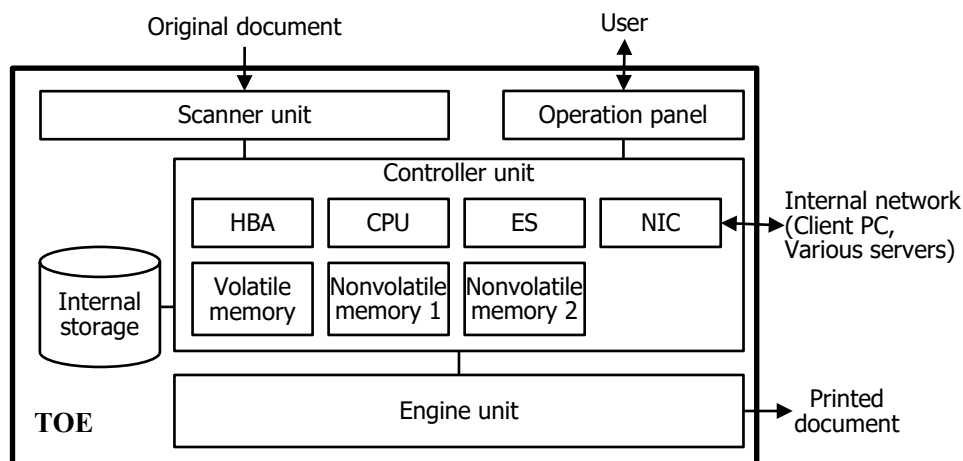 Original document
User
Scanner unit
Operation panel
Controller unit
HBA
CPU
ES
NIC
Internal network
(Client PC,
Various servers)
Internal
storage
Volatile
memory
Nonvolatile
memory 1
Nonvolatile
memory 2
Engine unit
Printed
document
TOE